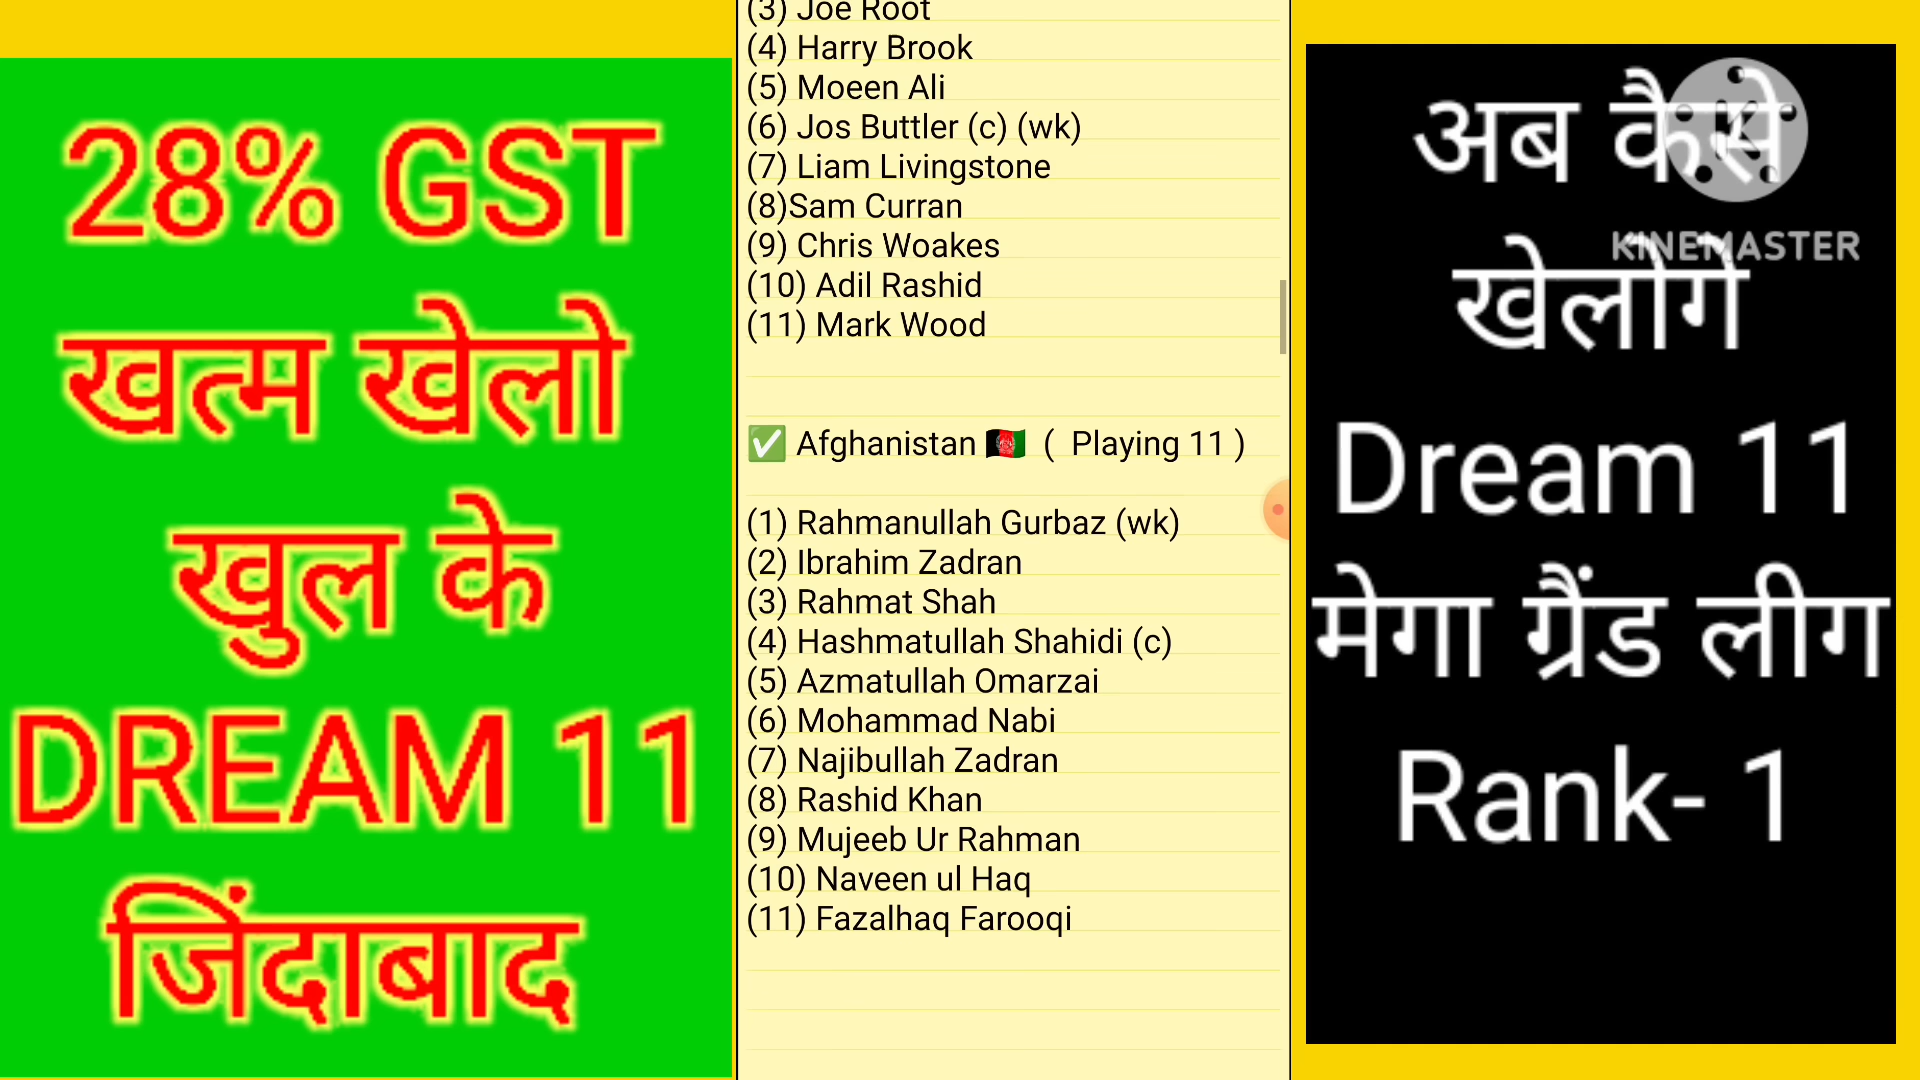 28% GST
खत्म खेलो
खुल के
DREAM 11
जिंदाबाद
(3) Joe Root
(4) Harry Brook
(5) Moeen Ali
(6) Jos Buttler (c) (wk)
(7) Liam Livingstone
(8)Sam Curran
(9) Chris Woakes
(10) Adil Rashid
(11) Mark Wood
✅ Afghanistan 🇦🇫 ( Playing 11 )
(1) Rahmanullah Gurbaz (wk)
(2) Ibrahim Zadran
(3) Rahmat Shah
(4) Hashmatullah Shahidi (c)
(5) Azmatullah Omarzai
(6) Mohammad Nabi
(7) Najibullah Zadran
(8) Rashid Khan
(9) Mujeeb Ur Rahman
(10) Naveen ul Haq
(11) Fazalhaq Farooqi
अब कैसे
खेलोगे
Dream 11
मेगा ग्रैंड लीग
Rank- 1
K
KINEMASTER